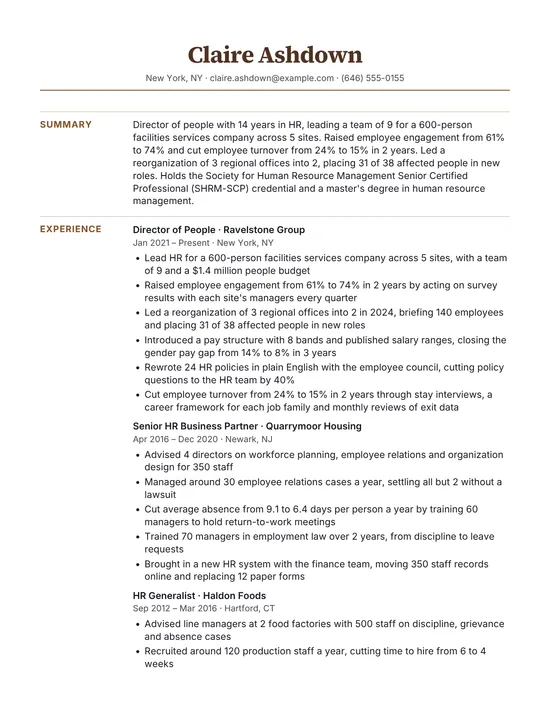 Claire Ashdown
New York, NY · claire.ashdown@example.com · (646) 555-0155
SUMMARY
Director of people with 14 years in HR, leading a team of 9 for a 600-person
facilities services company across 5 sites. Raised employee engagement from 61%
to 74% and cut employee turnover from 24% to 15% in 2 years. Led a
reorganization of 3 regional offices into 2, placing 31 of 38 affected people in new
roles. Holds the Society for Human Resource Management Senior Certified
Professional (SHRM-SCP) credential and a master's degree in human resource
management.
EXPERIENCE
Director of People · Ravelstone Group
Jan 2021 – Present · New York, NY
• Lead HR for a 600-person facilities services company across 5 sites, with a team
of 9 and a $1.4 million people budget
• Raised employee engagement from 61% to 74% in 2 years by acting on survey
results with each site's managers every quarter
• Led a reorganization of 3 regional offices into 2 in 2024, briefing 140 employees
and placing 31 of 38 affected people in new roles
• Introduced a pay structure with 8 bands and published salary ranges, closing the
gender pay gap from 14% to 8% in 3 years
• Rewrote 24 HR policies in plain English with the employee council, cutting policy
questions to the HR team by 40%
• Cut employee turnover from 24% to 15% in 2 years through stay interviews, a
career framework for each job family and monthly reviews of exit data
Senior HR Business Partner · Quarrymoor Housing
Apr 2016 – Dec 2020 · Newark, NJ
• Advised 4 directors on workforce planning, employee relations and organization
design for 350 staff
• Managed around 30 employee relations cases a year, settling all but 2 without a
lawsuit
• Cut average absence from 9.1 to 6.4 days per person a year by training 60
managers to hold return-to-work meetings
• Trained 70 managers in employment law over 2 years, from discipline to leave
requests
• Brought in a new HR system with the finance team, moving 350 staff records
online and replacing 12 paper forms
HR Generalist · Haldon Foods
Sep 2012 – Mar 2016 · Hartford, CT
• Advised line managers at 2 food factories with 500 staff on discipline, grievance
and absence cases
• Recruited around 120 production staff a year, cutting time to hire from 6 to 4
weeks